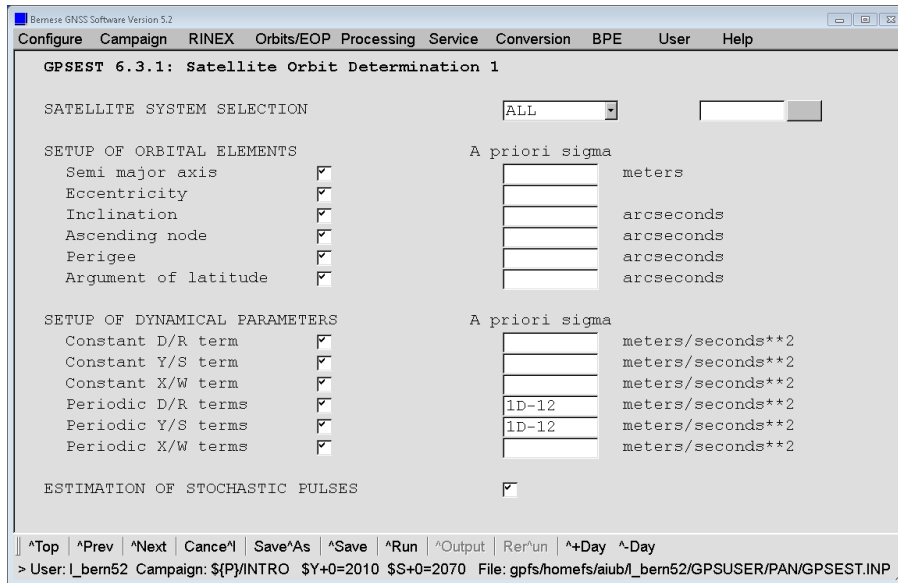 Bernese GNSS Software Version 5.2
Configure Campaign RINEX Orbits/EOP Processing Service Conversion BPE User Help
GPSEST 6.3.1: Satellite Orbit Determination 1
SATELLITE SYSTEM SELECTION ALL
SETUP OF ORBITAL ELEMENTS A priori sigma
Semi major axis meters
Eccentricity
Inclination arcseconds
Ascending node arcseconds
Perigee arcseconds
Argument of latitude arcseconds
SETUP OF DYNAMICAL PARAMETERS A priori sigma
Constant D/R term meters/seconds**2
Constant Y/S term meters/seconds**2
Constant X/W term meters/seconds**2
Periodic D/R terms 1D-12 meters/seconds**2
Periodic Y/S terms 1D-12 meters/seconds**2
Periodic X/W terms meters/seconds**2
ESTIMATION OF STOCHASTIC PULSES
^Top ^Prev ^Next Cance^l Save^As ^Save ^Run ^Output Rer^un ^+Day ^-Day
> User: l_bern52 Campaign: ${P}/INTRO $Y+0=2010 $S+0=2070 File: gpfs/homefs/aiub/l_bern52/GPSUSER/PAN/GPSEST.INP